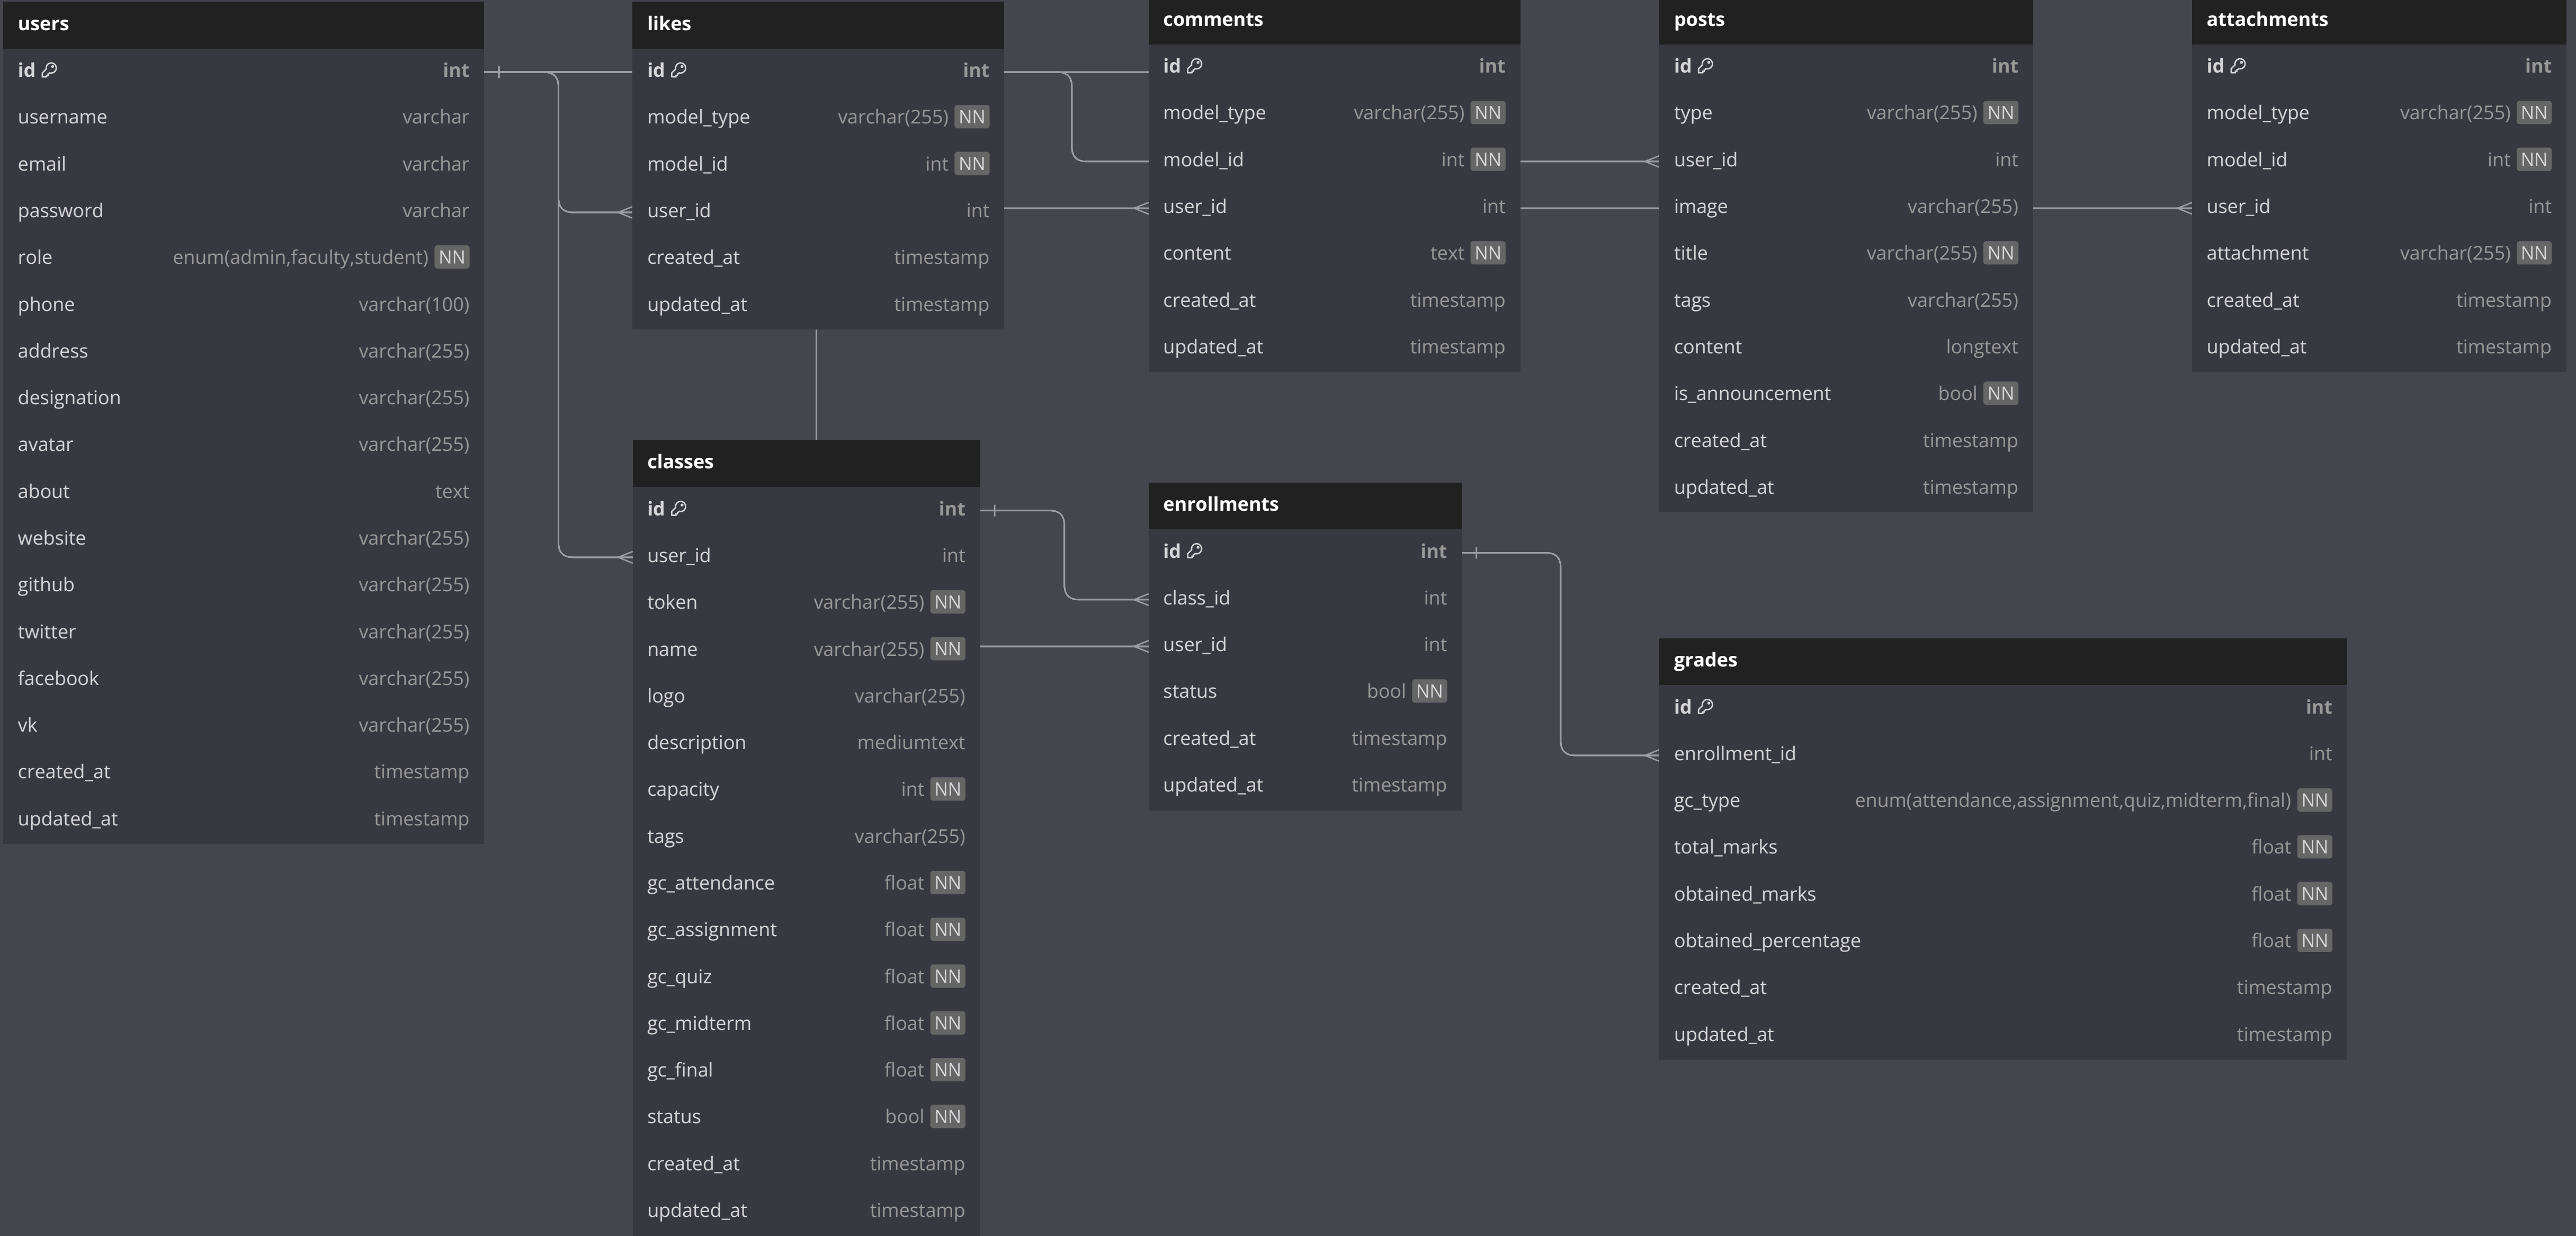 users
id int
username varchar
email varchar
password varchar
role enum(admin,faculty,student) NN
phone varchar(100)
address varchar(255)
designation varchar(255)
avatar varchar(255)
about text
website varchar(255)
github varchar(255)
twitter varchar(255)
facebook varchar(255)
vk varchar(255)
created_at timestamp
updated_at timestamp
likes
id int
model_type varchar(255) NN
model_id int NN
user_id int
created_at timestamp
updated_at timestamp
comments
id int
model_type varchar(255) NN
model_id int NN
user_id int
content text NN
created_at timestamp
updated_at timestamp
posts
id int
type varchar(255) NN
user_id int
image varchar(255)
title varchar(255) NN
tags varchar(255)
content longtext
is_announcement bool NN
created_at timestamp
updated_at timestamp
attachments
id int
model_type varchar(255) NN
model_id int NN
user_id int
attachment varchar(255) NN
created_at timestamp
updated_at timestamp
classes
id int
user_id int
token varchar(255) NN
name varchar(255) NN
logo varchar(255)
description mediumtext
capacity int NN
tags varchar(255)
gc_attendance float NN
gc_assignment float NN
gc_quiz float NN
gc_midterm float NN
gc_final float NN
status bool NN
created_at timestamp
updated_at timestamp
enrollments
id int
class_id int
user_id int
status bool NN
created_at timestamp
updated_at timestamp
grades
id int
enrollment_id int
gc_type enum(attendance,assignment,quiz,midterm,final) NN
total_marks float NN
obtained_marks float NN
obtained_percentage float NN
created_at timestamp
updated_at timestamp